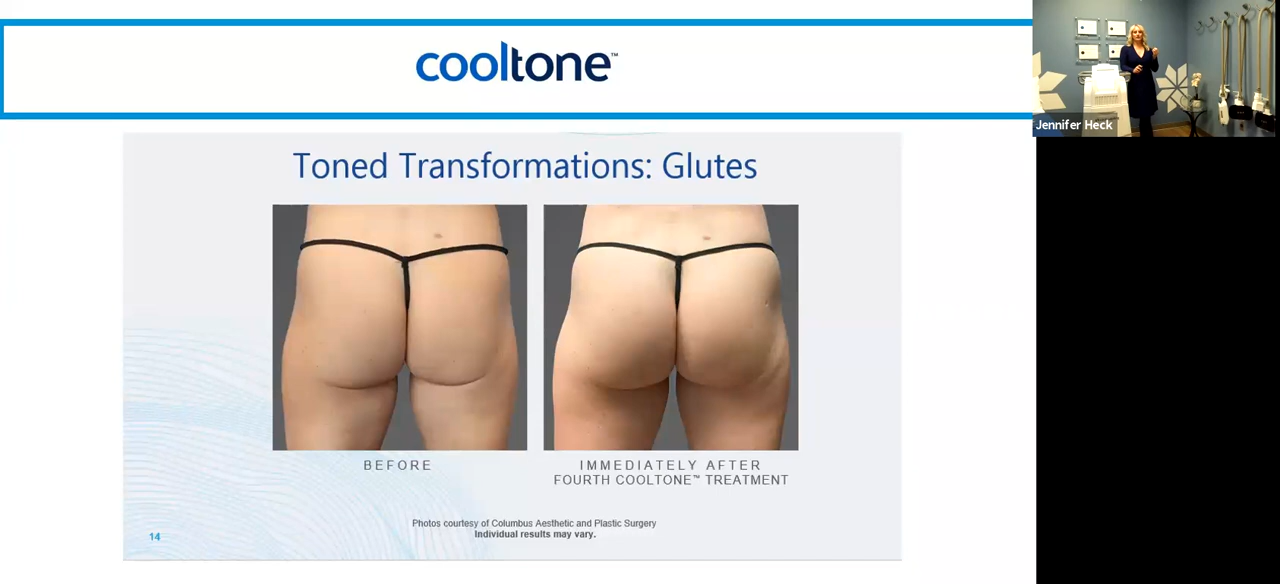 cooltone™
Jennifer Heck
Toned Transformations: Glutes
BEFORE
IMMEDIATELY AFTER
FOURTH COOLTONE™ TREATMENT
Photos courtesy of Columbus Aesthetic and Plastic Surgery
Individual results may vary.
14